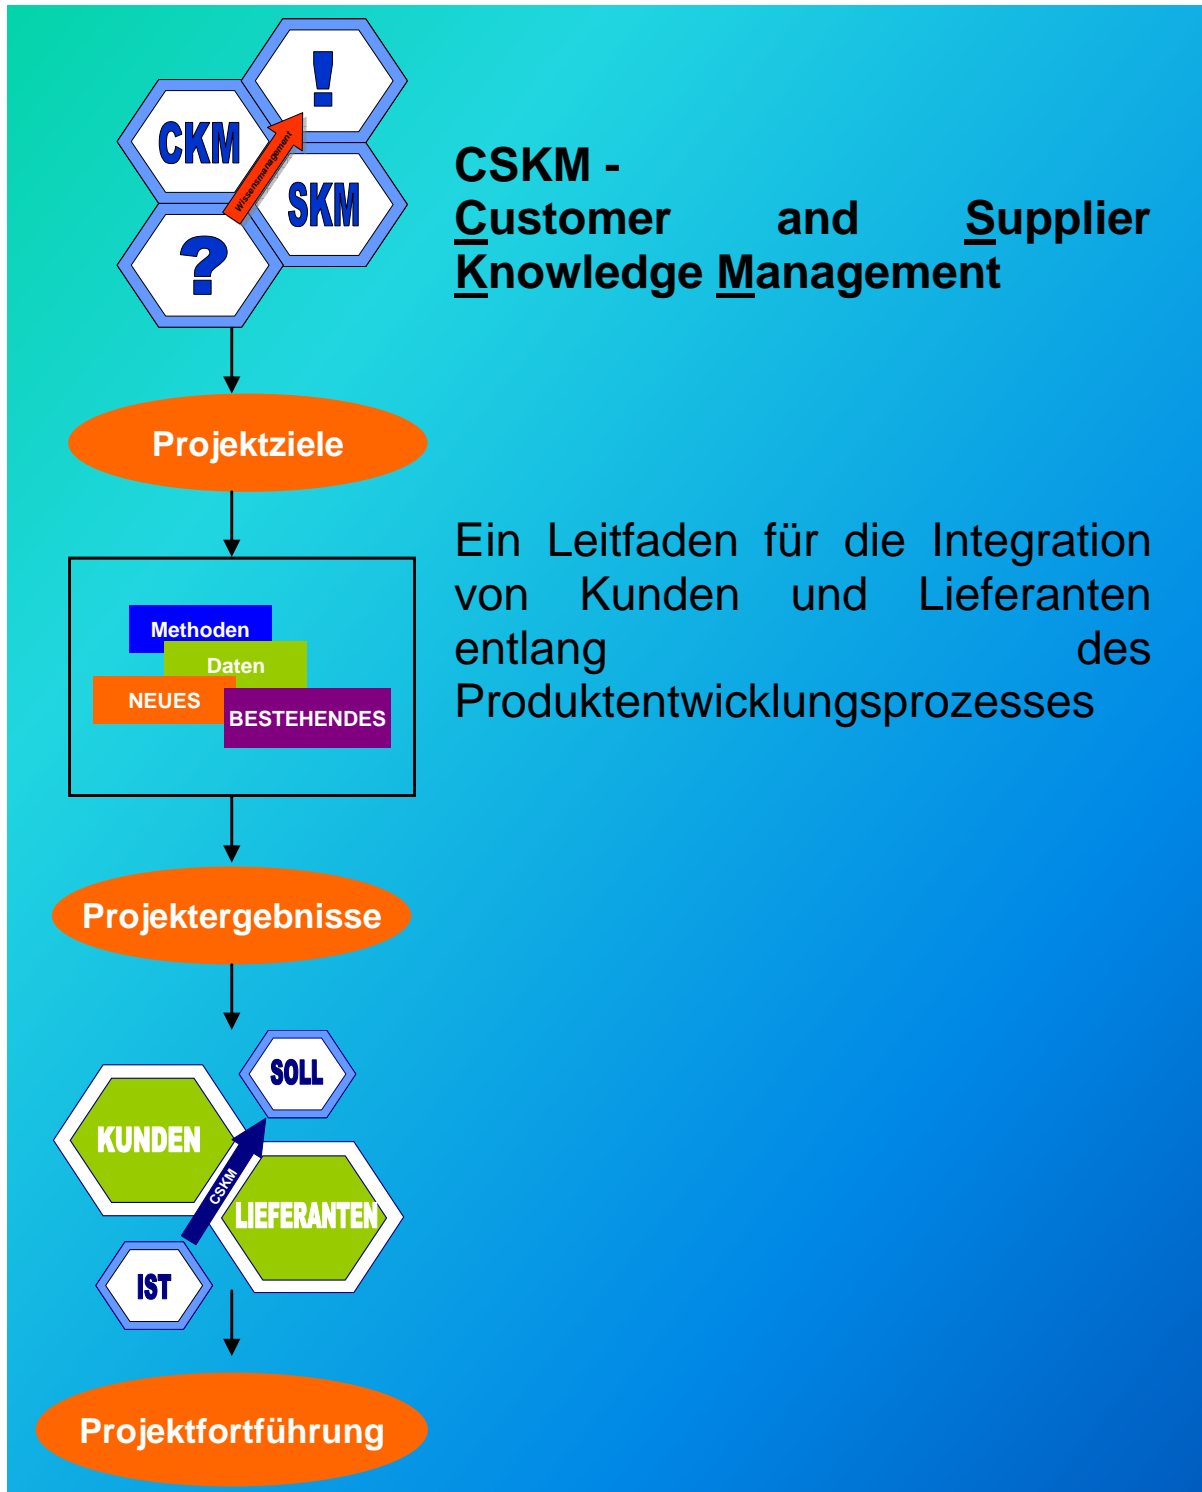 !
CKM
Wissensmanagement
SKM
?
CSKM -
Customer and Supplier
Knowledge Management
Projektziele
Ein Leitfaden für die Integration
von Kunden und Lieferanten
entlang des
Produktentwicklungsprozesses
Methoden
Daten
NEUES
BESTEHENDES
Projektergebnisse
SOLL
KUNDEN
CSKM
LIEFERANTEN
IST
Projektfortführung